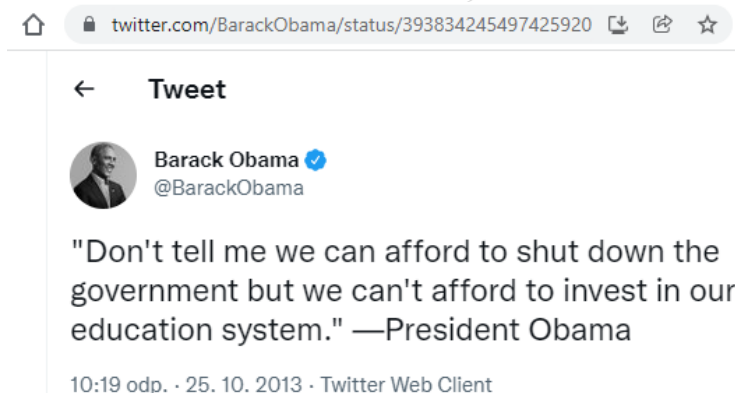 twitter.com/BarackObama/status/393834245497425920
Tweet
Barack Obama
@BarackObama
"Don't tell me we can afford to shut down the
government but we can't afford to invest in our
education system." —President Obama
10:19 odp. · 25. 10. 2013 · Twitter Web Client